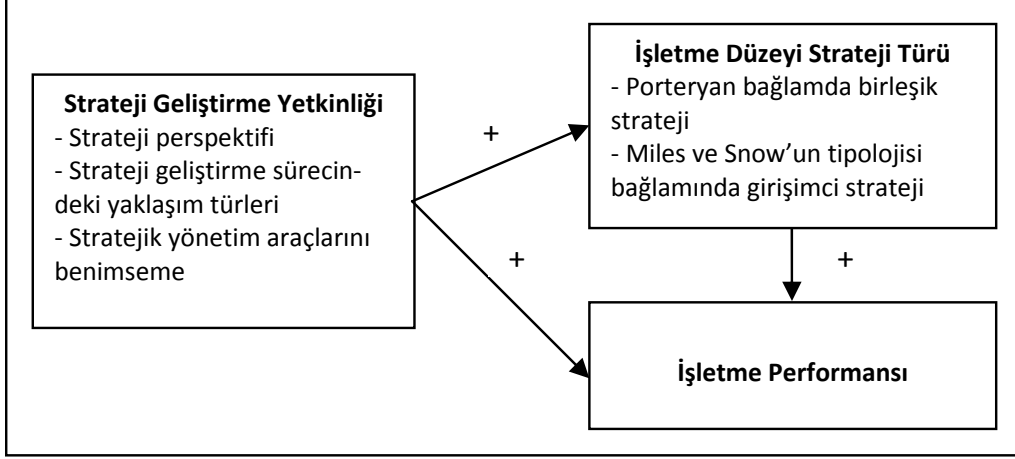 Strateji Geliştirme Yetkinliği
- Strateji perspektifi
- Strateji geliştirme sürecin-
deki yaklaşım türleri
- Stratejik yönetim araçlarını
benimseme
+
+
İşletme Düzeyi Strateji Türü
- Porteryan bağlamda birleşik
strateji
- Miles ve Snow’un tipolojisi
bağlamında girişimci strateji
+
İşletme Performansı